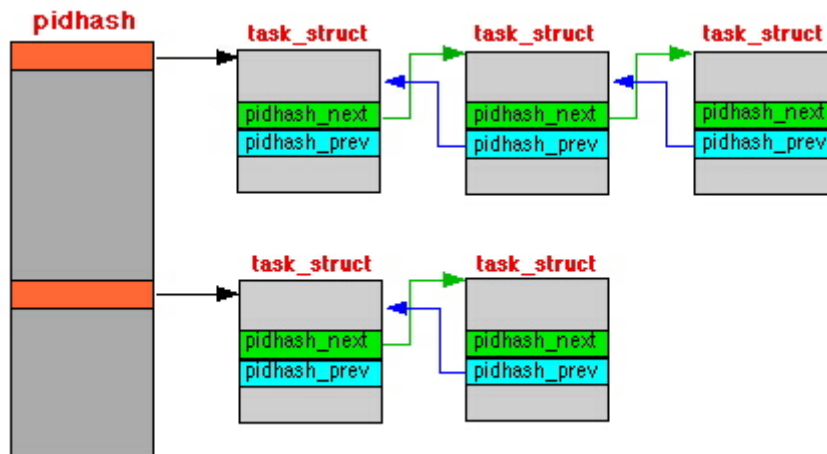 pidhash
task_struct task_struct task_struct
pidhash_next pidhash_next pidhash_next
pidhash_prev pidhash_prev pidhash_prev
task_struct task_struct
pidhash_next pidhash_next
pidhash_prev pidhash_prev